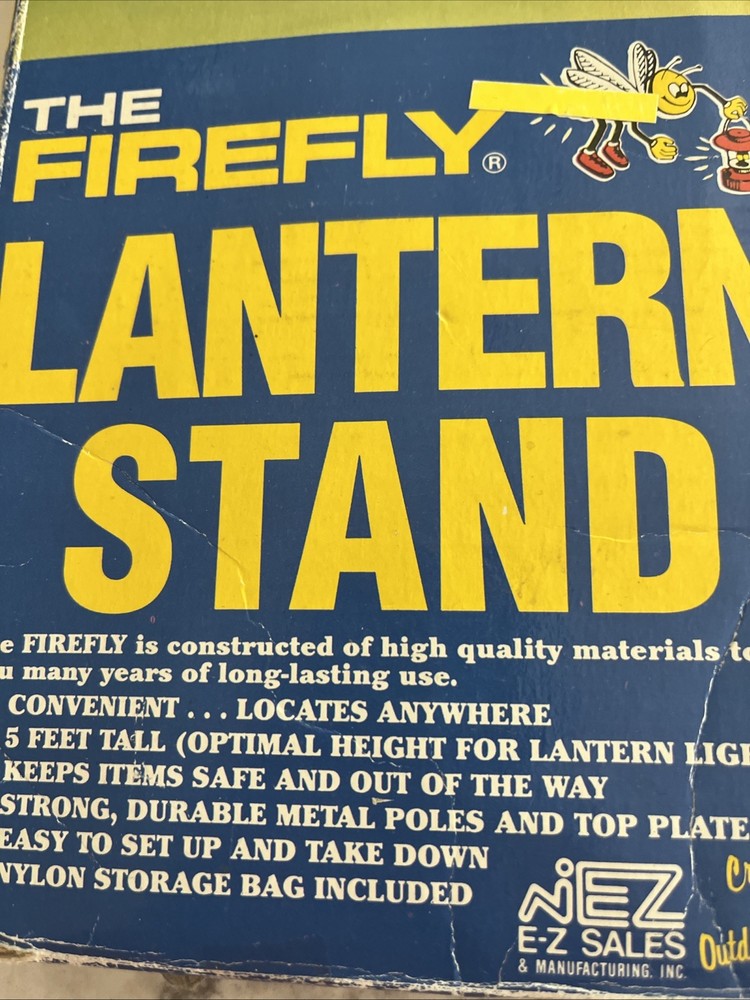 THE
FIREFLY®
LANTERN
STAND
e FIREFLY is constructed of high quality materials to
u many years of long-lasting use.
CONVENIENT . . . LOCATES ANYWHERE
5 FEET TALL (OPTIMAL HEIGHT FOR LANTERN LIGH
KEEPS ITEMS SAFE AND OUT OF THE WAY
STRONG, DURABLE METAL POLES AND TOP PLATE
EASY TO SET UP AND TAKE DOWN
NYLON STORAGE BAG INCLUDED
EZ
E-Z SALES
& MANUFACTURING, INC.
Cr
Outd